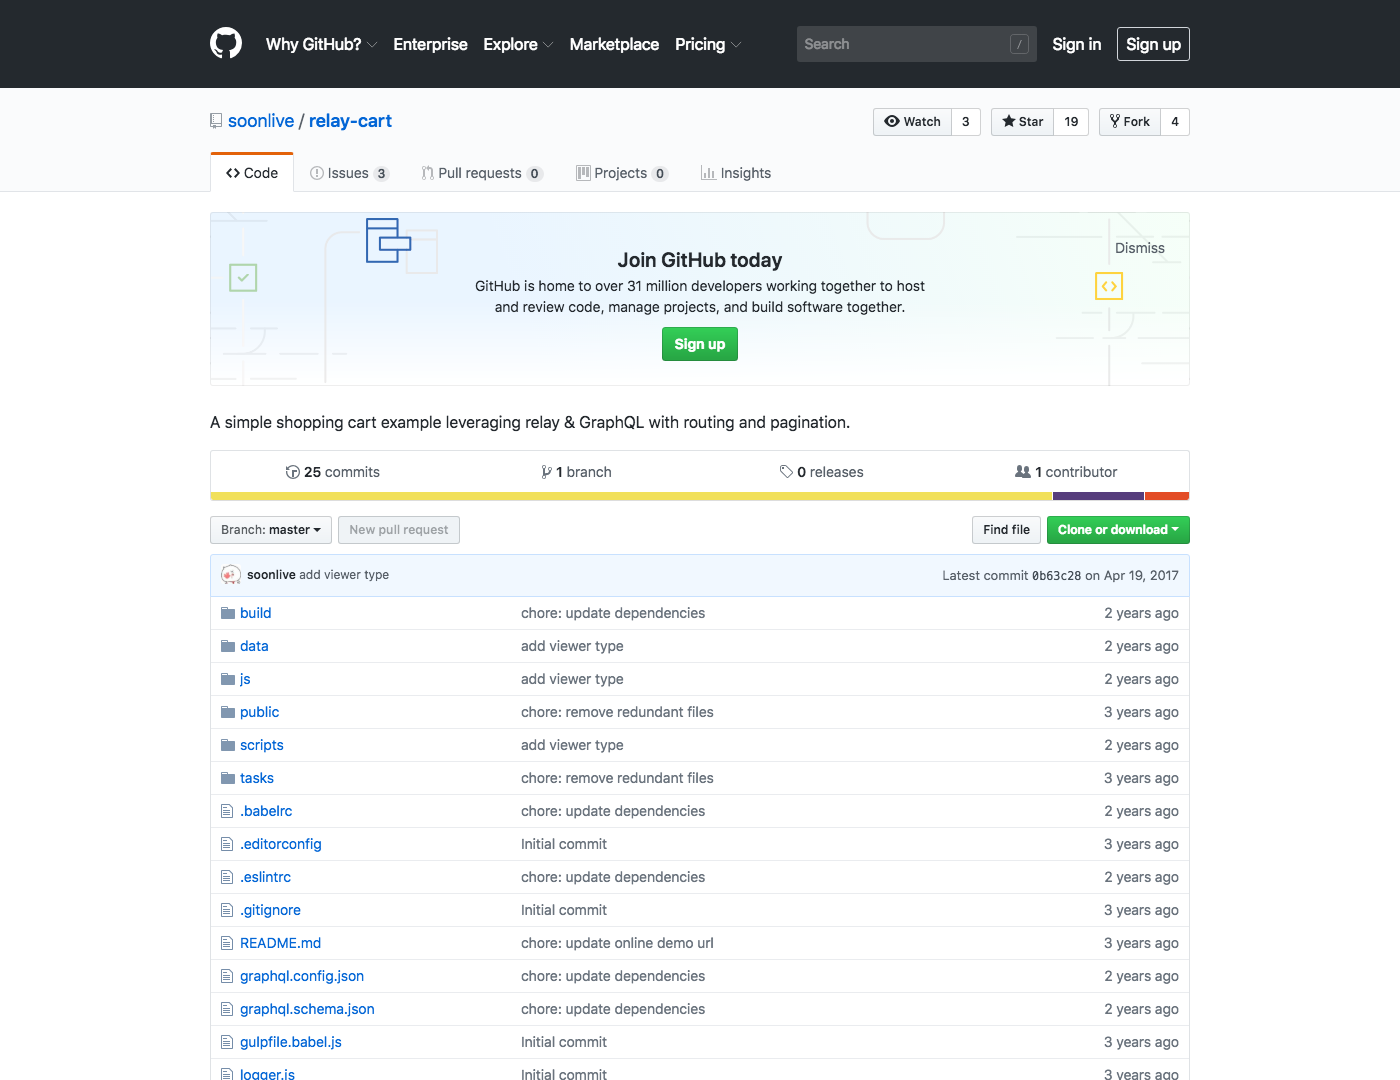 Why GitHub? Enterprise Explore Marketplace Pricing Search / Sign in Sign up
soonlive / relay-cart Watch 3 Star 19 Fork 4
Code Issues 3 Pull requests 0 Projects 0 Insights
Dismiss
Join GitHub today
GitHub is home to over 31 million developers working together to host
and review code, manage projects, and build software together.
Sign up
A simple shopping cart example leveraging relay & GraphQL with routing and pagination.
25 commits 1 branch 0 releases 1 contributor
Branch: master New pull request Find file Clone or download
soonlive add viewer type Latest commit 0b63c28 on Apr 19, 2017
build chore: update dependencies 2 years ago
data add viewer type 2 years ago
js add viewer type 2 years ago
public chore: remove redundant files 3 years ago
scripts add viewer type 2 years ago
tasks chore: remove redundant files 3 years ago
.babelrc chore: update dependencies 2 years ago
.editorconfig Initial commit 3 years ago
.eslintrc chore: update dependencies 2 years ago
.gitignore Initial commit 3 years ago
README.md chore: update online demo url 3 years ago
graphql.config.json chore: update dependencies 2 years ago
graphql.schema.json chore: update dependencies 2 years ago
gulpfile.babel.js Initial commit 3 years ago
logger.js Initial commit 3 years ago